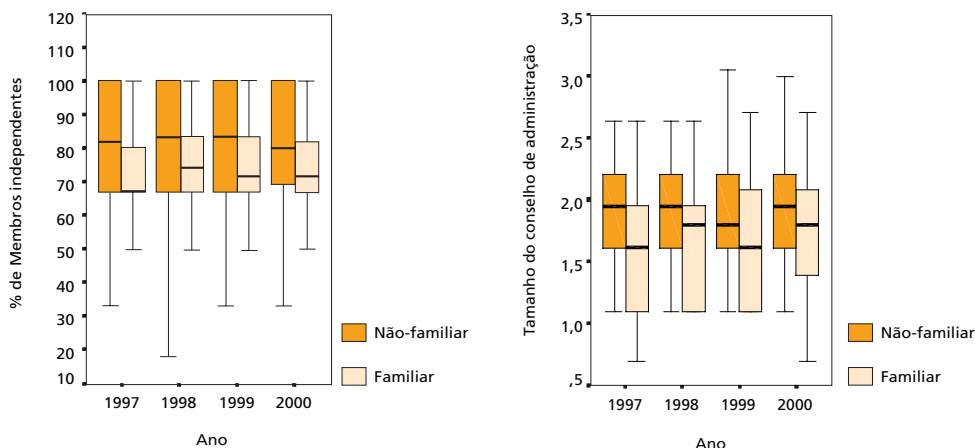 % de Membros independentes
120
110
100
90
80
70
60
50
40
30
20
10
1997 1998 1999 2000
Ano
Não-familiar
Familiar
Tamanho do conselho de administração
3,5
3,0
2,5
2,0
1,5
1,0
,5
1997 1998 1999 2000
Ano
Não-familiar
Familiar